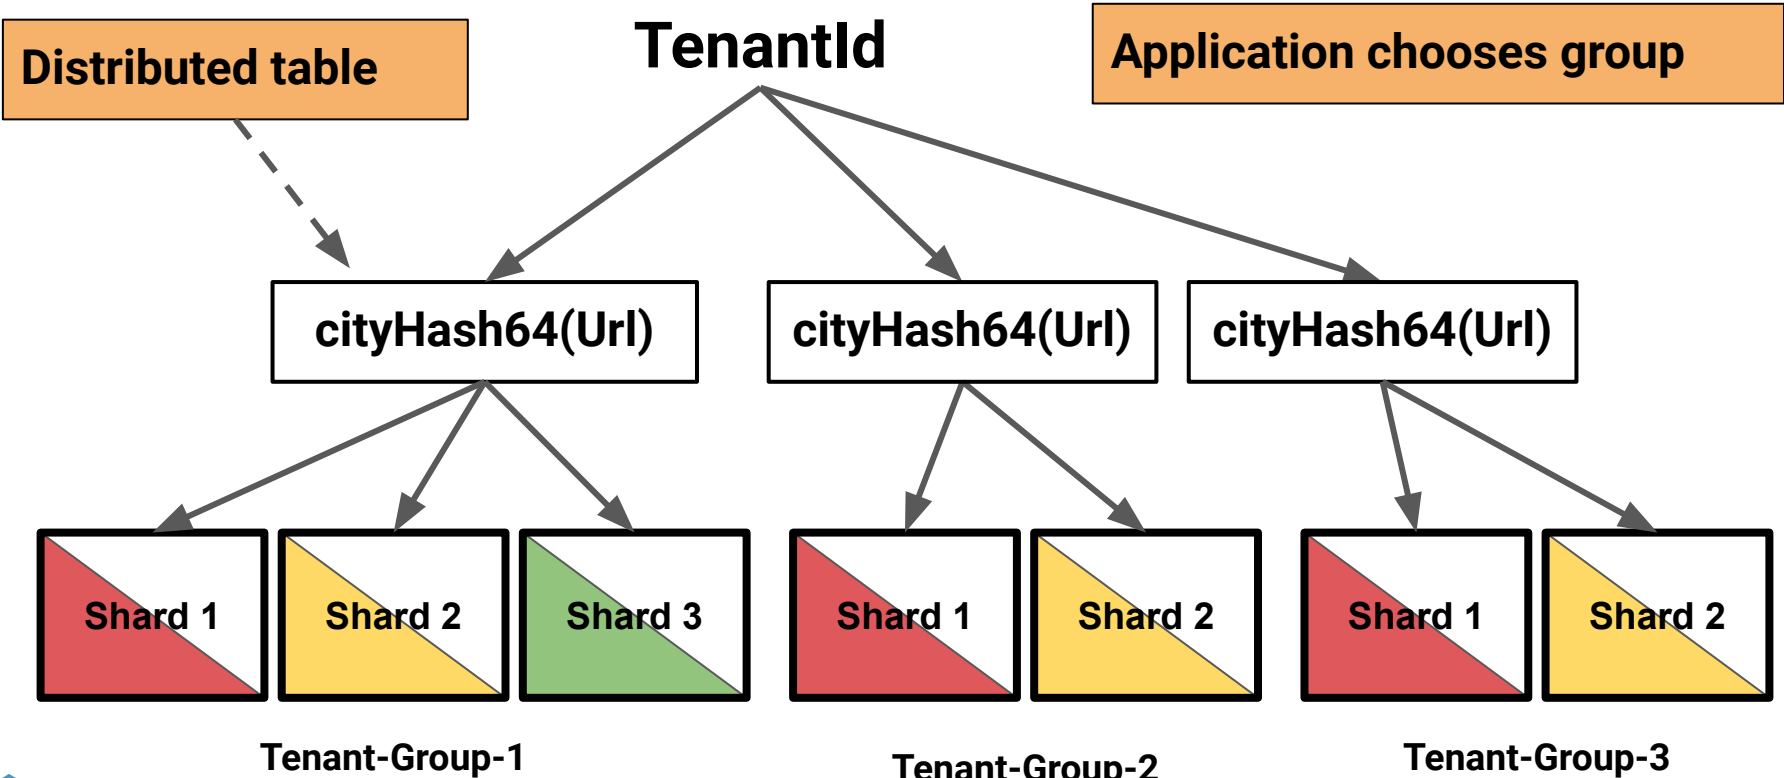 Distributed table
TenantId
Application chooses group
cityHash64(Url)
cityHash64(Url)
cityHash64(Url)
Shard 1
Shard 2
Shard 3
Shard 1
Shard 2
Shard 1
Shard 2
Tenant-Group-1
Tenant-Group-2
Tenant-Group-3